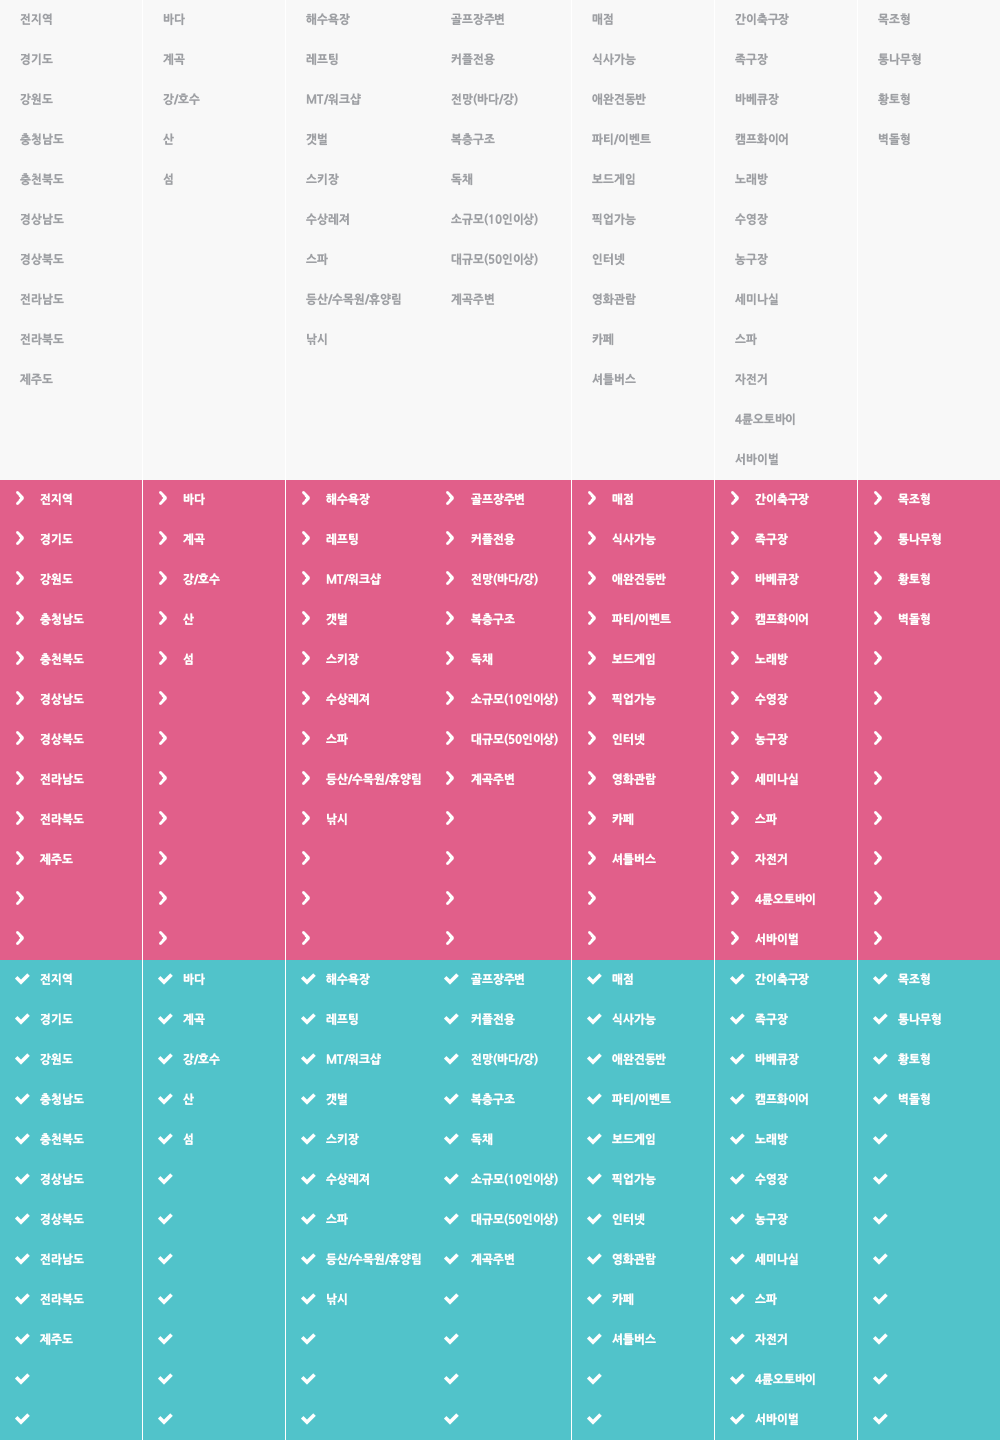 전지역 바다 해수욕장 골프장주변 매점 간이축구장 목조형
경기도 계곡 레프팅 커플전용 식사가능 족구장 통나무형
강원도 강/호수 MT/워크샵 전망(바다/강) 애완견동반 바베큐장 황토형
충청남도 산 갯벌 복층구조 파티/이벤트 캠프화이어 벽돌형
충천북도 섬 스키장 독채 보드게임 노래방
경상남도 수상레져 소규모(10인이상) 픽업가능 수영장
경상북도 스파 대규모(50인이상) 인터넷 농구장
전라남도 등산/수목원/휴양림 계곡주변 영화관람 세미나실
전라북도 낚시 카페 스파
제주도 셔틀버스 자전거
4륜오토바이
서바이벌
전지역 바다 해수욕장 골프장주변 매점 간이축구장 목조형
경기도 계곡 레프팅 커플전용 식사가능 족구장 통나무형
강원도 강/호수 MT/워크샵 전망(바다/강) 애완견동반 바베큐장 황토형
충청남도 산 갯벌 복층구조 파티/이벤트 캠프화이어 벽돌형
충천북도 섬 스키장 독채 보드게임 노래방
경상남도 수상레져 소규모(10인이상) 픽업가능 수영장
경상북도 스파 대규모(50인이상) 인터넷 농구장
전라남도 등산/수목원/휴양림 계곡주변 영화관람 세미나실
전라북도 낚시 카페 스파
제주도 셔틀버스 자전거
4륜오토바이
서바이벌
전지역 바다 해수욕장 골프장주변 매점 간이축구장 목조형
경기도 계곡 레프팅 커플전용 식사가능 족구장 통나무형
강원도 강/호수 MT/워크샵 전망(바다/강) 애완견동반 바베큐장 황토형
충청남도 산 갯벌 복층구조 파티/이벤트 캠프화이어 벽돌형
충천북도 섬 스키장 독채 보드게임 노래방
경상남도 수상레져 소규모(10인이상) 픽업가능 수영장
경상북도 스파 대규모(50인이상) 인터넷 농구장
전라남도 등산/수목원/휴양림 계곡주변 영화관람 세미나실
전라북도 낚시 카페 스파
제주도 셔틀버스 자전거
4륜오토바이
서바이벌